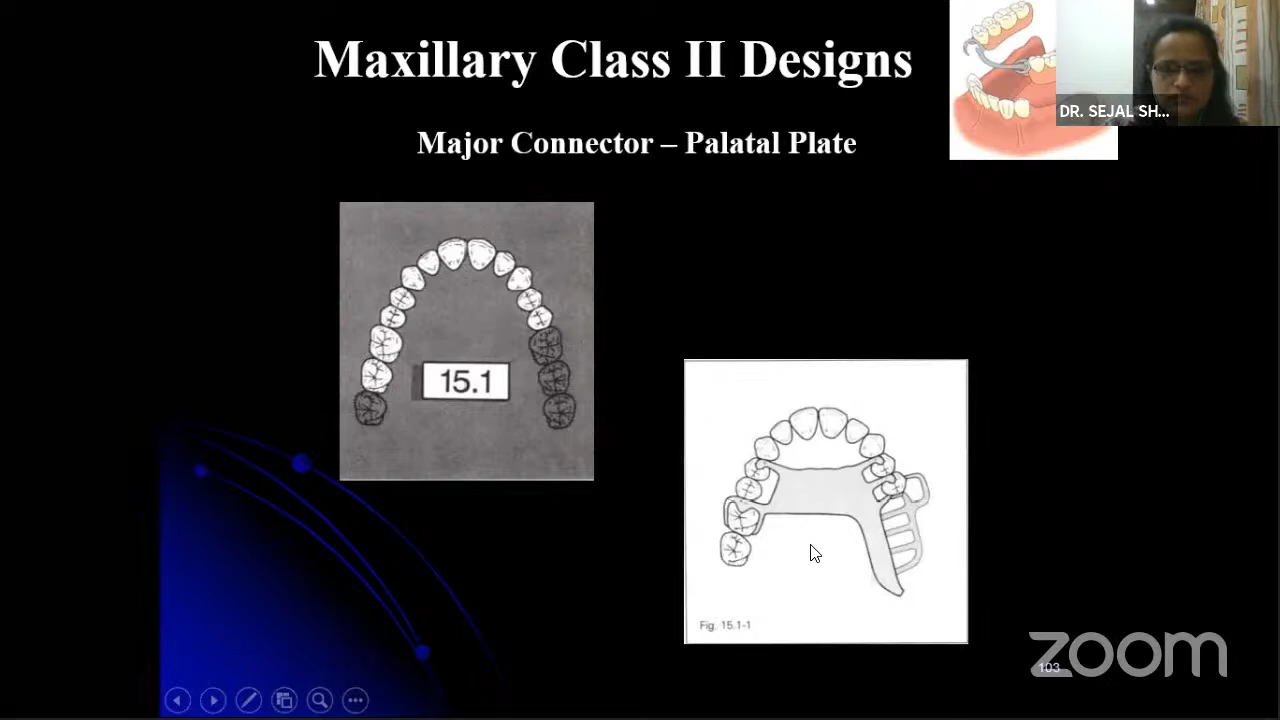 Maxillary Class II Designs
DR. SEJAL SH...
Major Connector – Palatal Plate
15.1
Fig. 15.1-1
zoom
103